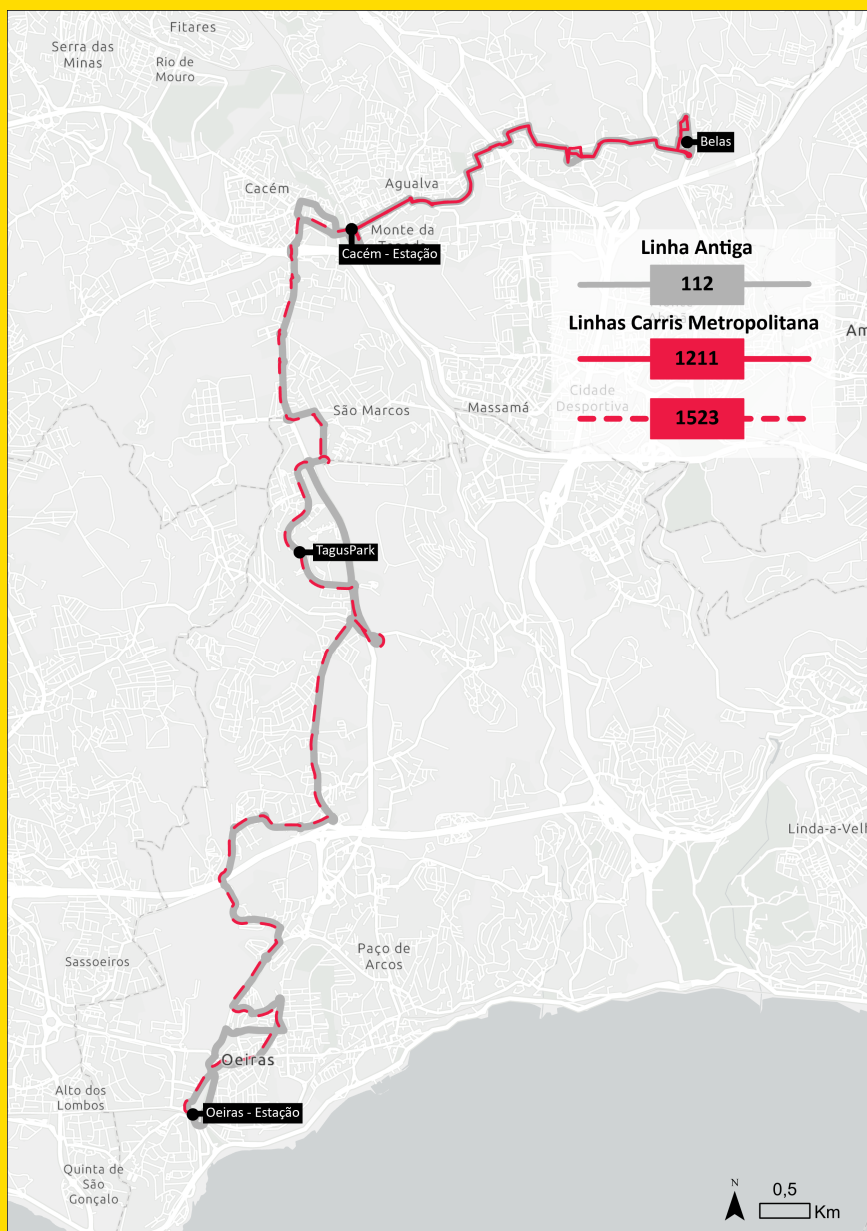 Fitares
Serra das
Minas
Rio de
Mouro
Belas
Cacém
Agualva
Monte da
Cacém - Estação
Linha Antiga
112
Linhas Carris Metropolitana
1211
1523
Am
Cidade
Desportiva
São Marcos
Massamá
TagusPark
Linda-a-Vell
Paço de
Arcos
Sassoeiros
Oeiras
Alto dos
Lombos
Oeiras - Estação
Quinta de
São
Gonçalo
N
0,5
Km